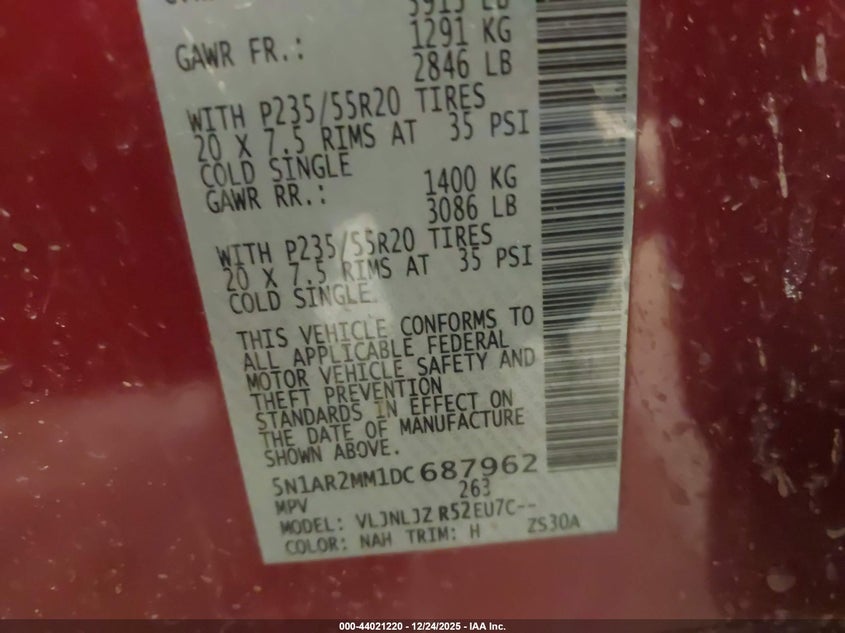 5915 LB
GAWR FR.: 1291 KG
2846 LB
WITH P235/55R20 TIRES
20 X 7.5 RIMS AT 35 PSI
COLD SINGLE
GAWR RR.: 1400 KG
3086 LB
WITH P235/55R20 TIRES
20 X 7.5 RIMS AT 35 PSI
COLD SINGLE
THIS VEHICLE CONFORMS TO
ALL APPLICABLE FEDERAL
MOTOR VEHICLE SAFETY AND
THEFT PREVENTION
STANDARDS IN EFFECT ON
THE DATE OF MANUFACTURE
SHOWN ABOVE.
5N1AR2MM1DC687962
MPV 263
MODEL: VLJNLJZ R52EU7C--
COLOR: NAH TRIM: H ZS30A
000-44021220 - 12/24/2025 - IAA Inc.